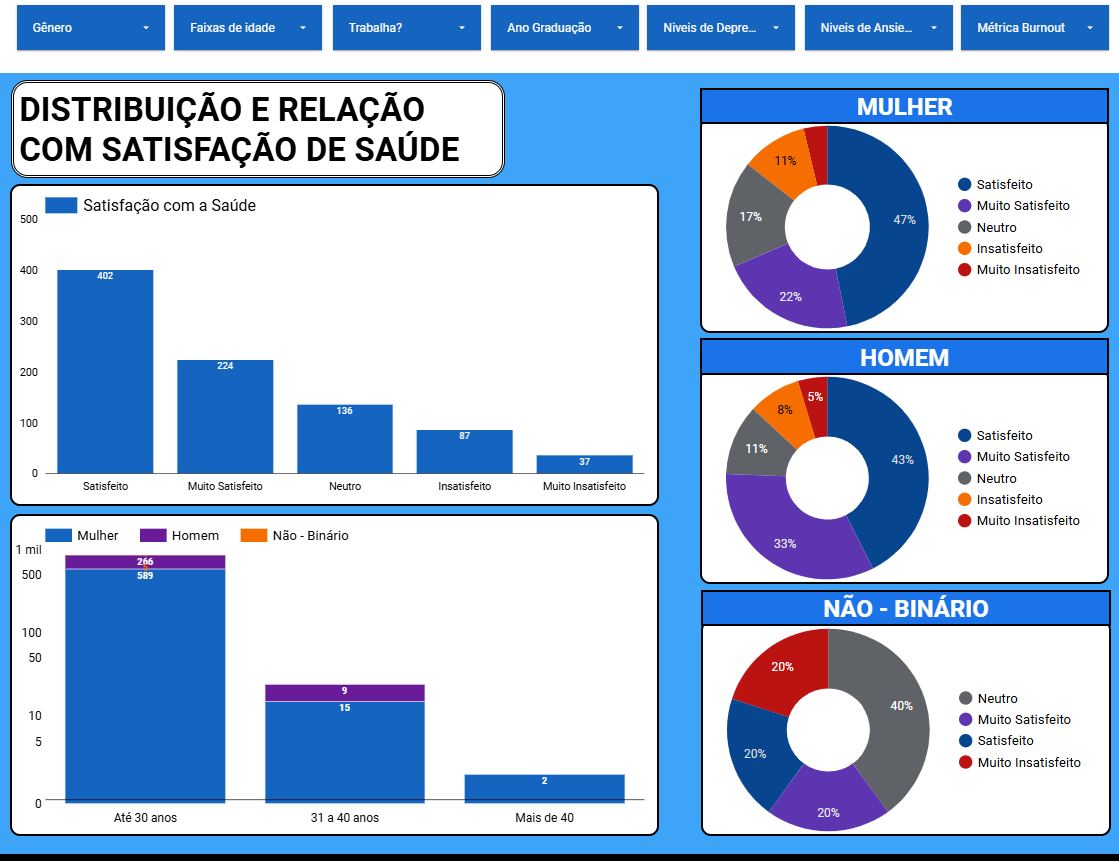 Gênero
Faixas de idade
Trabalha?
Ano Graduação
Niveis de Depre...
Niveis de Ansie...
Métrica Burnout
DISTRIBUIÇÃO E RELAÇÃO
COM SATISFAÇÃO DE SAÚDE
Satisfação com a Saúde
500
400
300
200
100
0
402
224
136
87
37
Satisfeito
Muito Satisfeito
Neutro
Insatisfeito
Muito Insatisfeito
Mulher
Homem
Não - Binário
1 mil
500
100
50
10
5
0
266
589
9
15
2
Até 30 anos
31 a 40 anos
Mais de 40
MULHER
47%
22%
17%
11%
Satisfeito
Muito Satisfeito
Neutro
Insatisfeito
Muito Insatisfeito
HOMEM
43%
33%
11%
8%
5%
Satisfeito
Muito Satisfeito
Neutro
Insatisfeito
Muito Insatisfeito
NÃO - BINÁRIO
40%
20%
20%
20%
Neutro
Muito Satisfeito
Satisfeito
Muito Insatisfeito